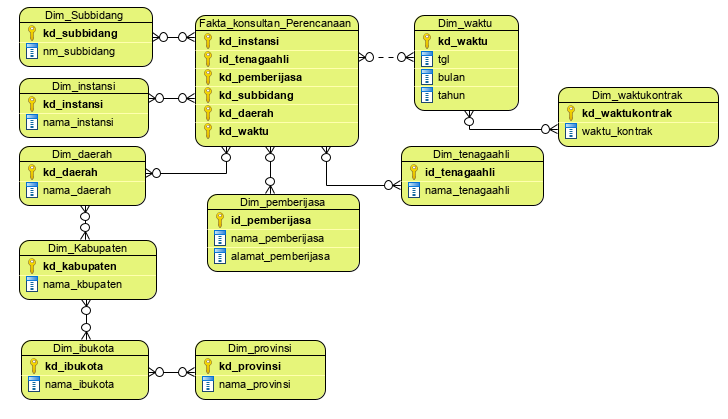 Dim_Subbidang
kd_subbidang
nm_subbidang
Fakta_konsultan_Perencanaan
kd_instansi
id_tenagaahli
kd_pemberijasa
kd_subbidang
kd_daerah
kd_waktu
Dim_waktu
kd_waktu
tgl
bulan
tahun
Dim_instansi
kd_instansi
nama_instansi
Dim_waktukontrak
kd_waktukontrak
waktu_kontrak
Dim_daerah
kd_daerah
nama_daerah
Dim_tenagaahli
id_tenagaahli
nama_tenagaahli
Dim_pemberijasa
id_pemberijasa
nama_pemberijasa
alamat_pemberijasa
Dim_Kabupaten
kd_kabupaten
nama_kbupaten
Dim_ibukota
kd_ibukota
nama_ibukota
Dim_provinsi
kd_provinsi
nama_provinsi